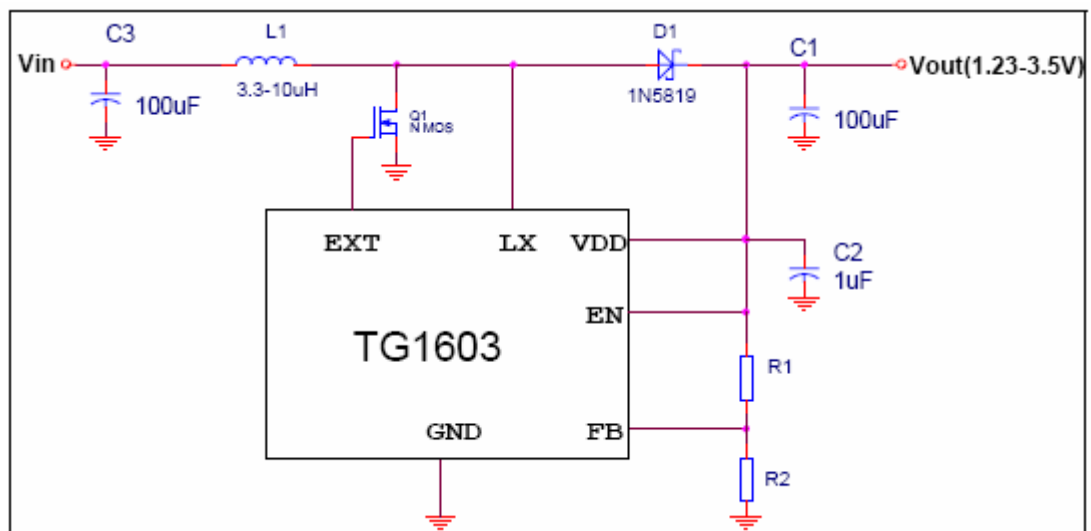 C3
L1
D1
C1
Vin
Vout(1.23-3.5V)
3.3-10uH
1N5819
100uF
Q1
NMOS
100uF
EXT
LX
VDD
C2
1uF
EN
TG1603
R1
GND
FB
R2